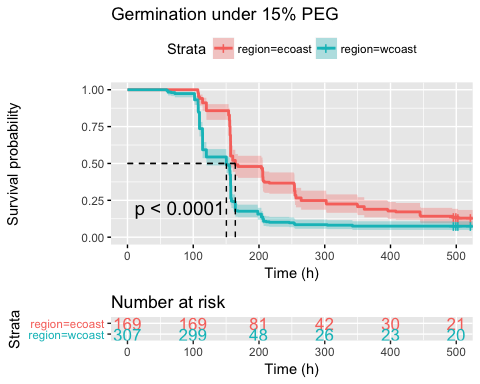 Germination under 15% PEG
Strata region=ecoast region=wcoast
Survival probability
1.00
0.75
0.50
0.25
0.00
p < 0.0001
0 100 200 300 400 500
Time (h)
Number at risk
Strata
region=ecoast 169 169 81 42 30 21
region=wcoast 307 299 48 26 23 20
0 100 200 300 400 500
Time (h)